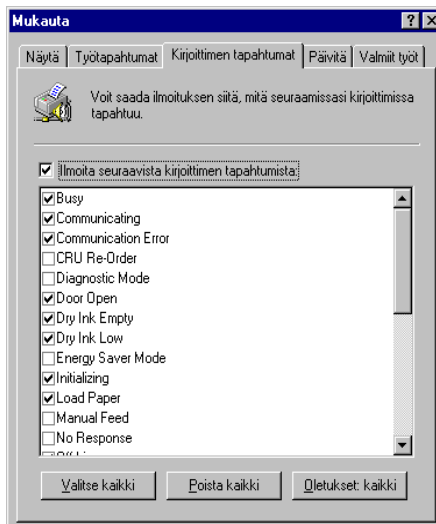 Mukauta
Näytä Työtapahtumat Kirjoittimen tapahtumat Päivitä Valmiit työt
Voit saada ilmoituksen siitä, mitä seuraamissasi kirjoittimissa
tapahtuu.
Ilmoita seuraavista kirjoittimen tapahtumista:
Busy
Communicating
Communication Error
CRU Re-Order
Diagnostic Mode
Door Open
Dry Ink Empty
Dry Ink Low
Energy Saver Mode
Initializing
Load Paper
Manual Feed
No Response
Valitse kaikki Poista kaikki Oletukset: kaikki